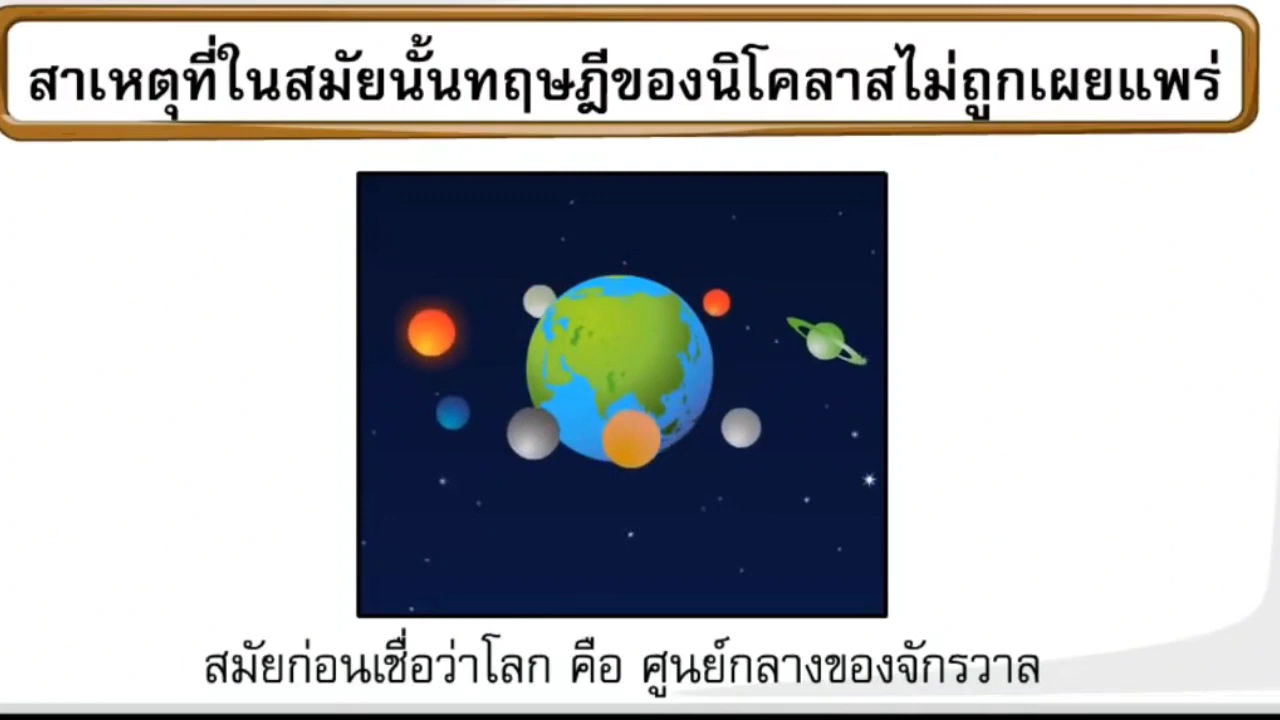 สาเหตุที่ในสมัยนั้นทฤษฎีของนิโคลาสไม่ถูกเผยแพร่
สมัยก่อนเชื่อว่าโลก คือ ศูนย์กลางของจักรวาล